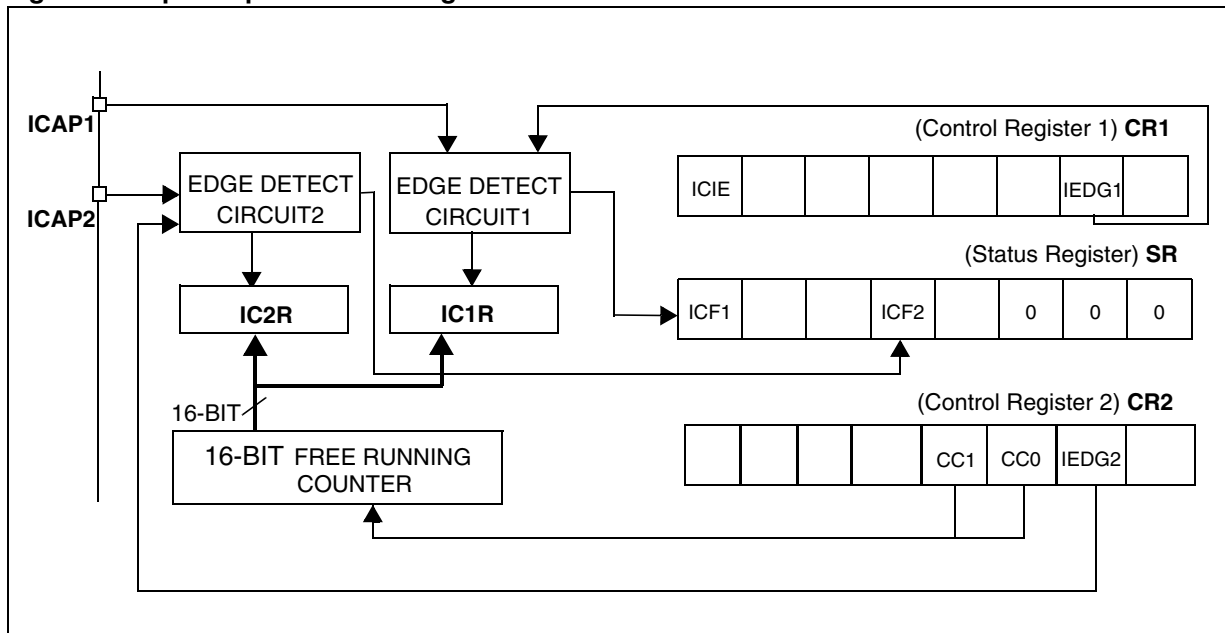 ICAP1
ICAP2
EDGE DETECT
CIRCUIT2
EDGE DETECT
CIRCUIT1
IC2R
IC1R
16-BIT
16-BIT FREE RUNNING
COUNTER
(Control Register 1) CR1
ICIE
IEDG1
(Status Register) SR
ICF1
ICF2
0
0
0
(Control Register 2) CR2
CC1
CC0
IEDG2